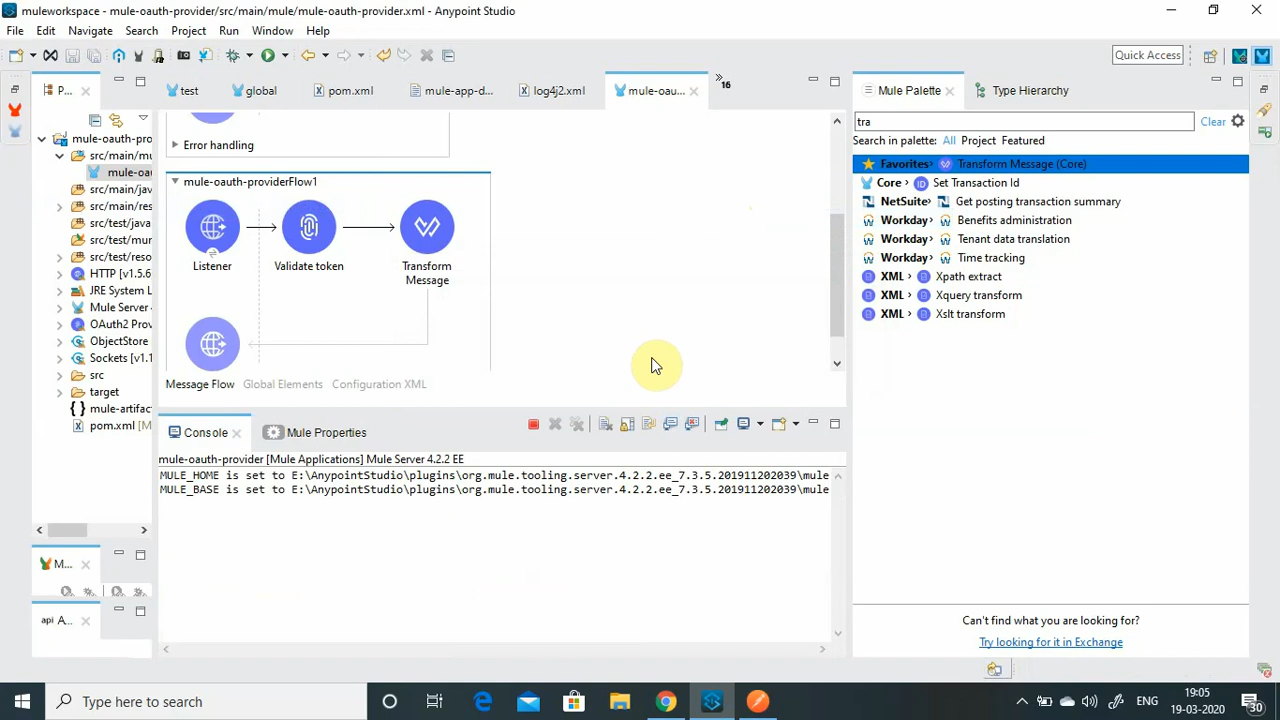 muleworkspace - mule-oauth-provider/src/main/mule/mule-oauth-provider.xml - Anypoint Studio
File Edit Navigate Search Project Run Window Help
Quick Access
P...
test
global
pom.xml
mule-app-d...
log4j2.xml
mule-oau...
16
Mule Palette
Type Hierarchy
tra
Clear
Search in palette: All Project Featured
Favorites> Transform Message (Core)
Core > Set Transaction Id
NetSuite> Get posting transaction summary
Workday> Benefits administration
Workday> Tenant data translation
Workday> Time tracking
XML > Xpath extract
XML > Xquery transform
XML > Xslt transform
Can't find what you are looking for?
Try looking for it in Exchange
mule-oauth-pro
src/main/mu
mule-oau
src/main/jav
src/main/res
src/test/java
src/test/mur
src/test/reso
HTTP [v1.5.6
JRE System L
Mule Server
OAuth2 Prov
ObjectStore
Sockets [v1.1
src
target
mule-artifac
pom.xml [M
M...
api A...
Error handling
mule-oauth-providerFlow1
Listener
Validate token
Transform
Message
Message Flow Global Elements Configuration XML
Console
Mule Properties
mule-oauth-provider [Mule Applications] Mule Server 4.2.2 EE
MULE_HOME is set to E:\AnypointStudio\plugins\org.mule.tooling.server.4.2.2.ee_7.3.5.201911202039\mule
MULE_BASE is set to E:\AnypointStudio\plugins\org.mule.tooling.server.4.2.2.ee_7.3.5.201911202039\mule
Type here to search
ENG
19:05
19-03-2020
30